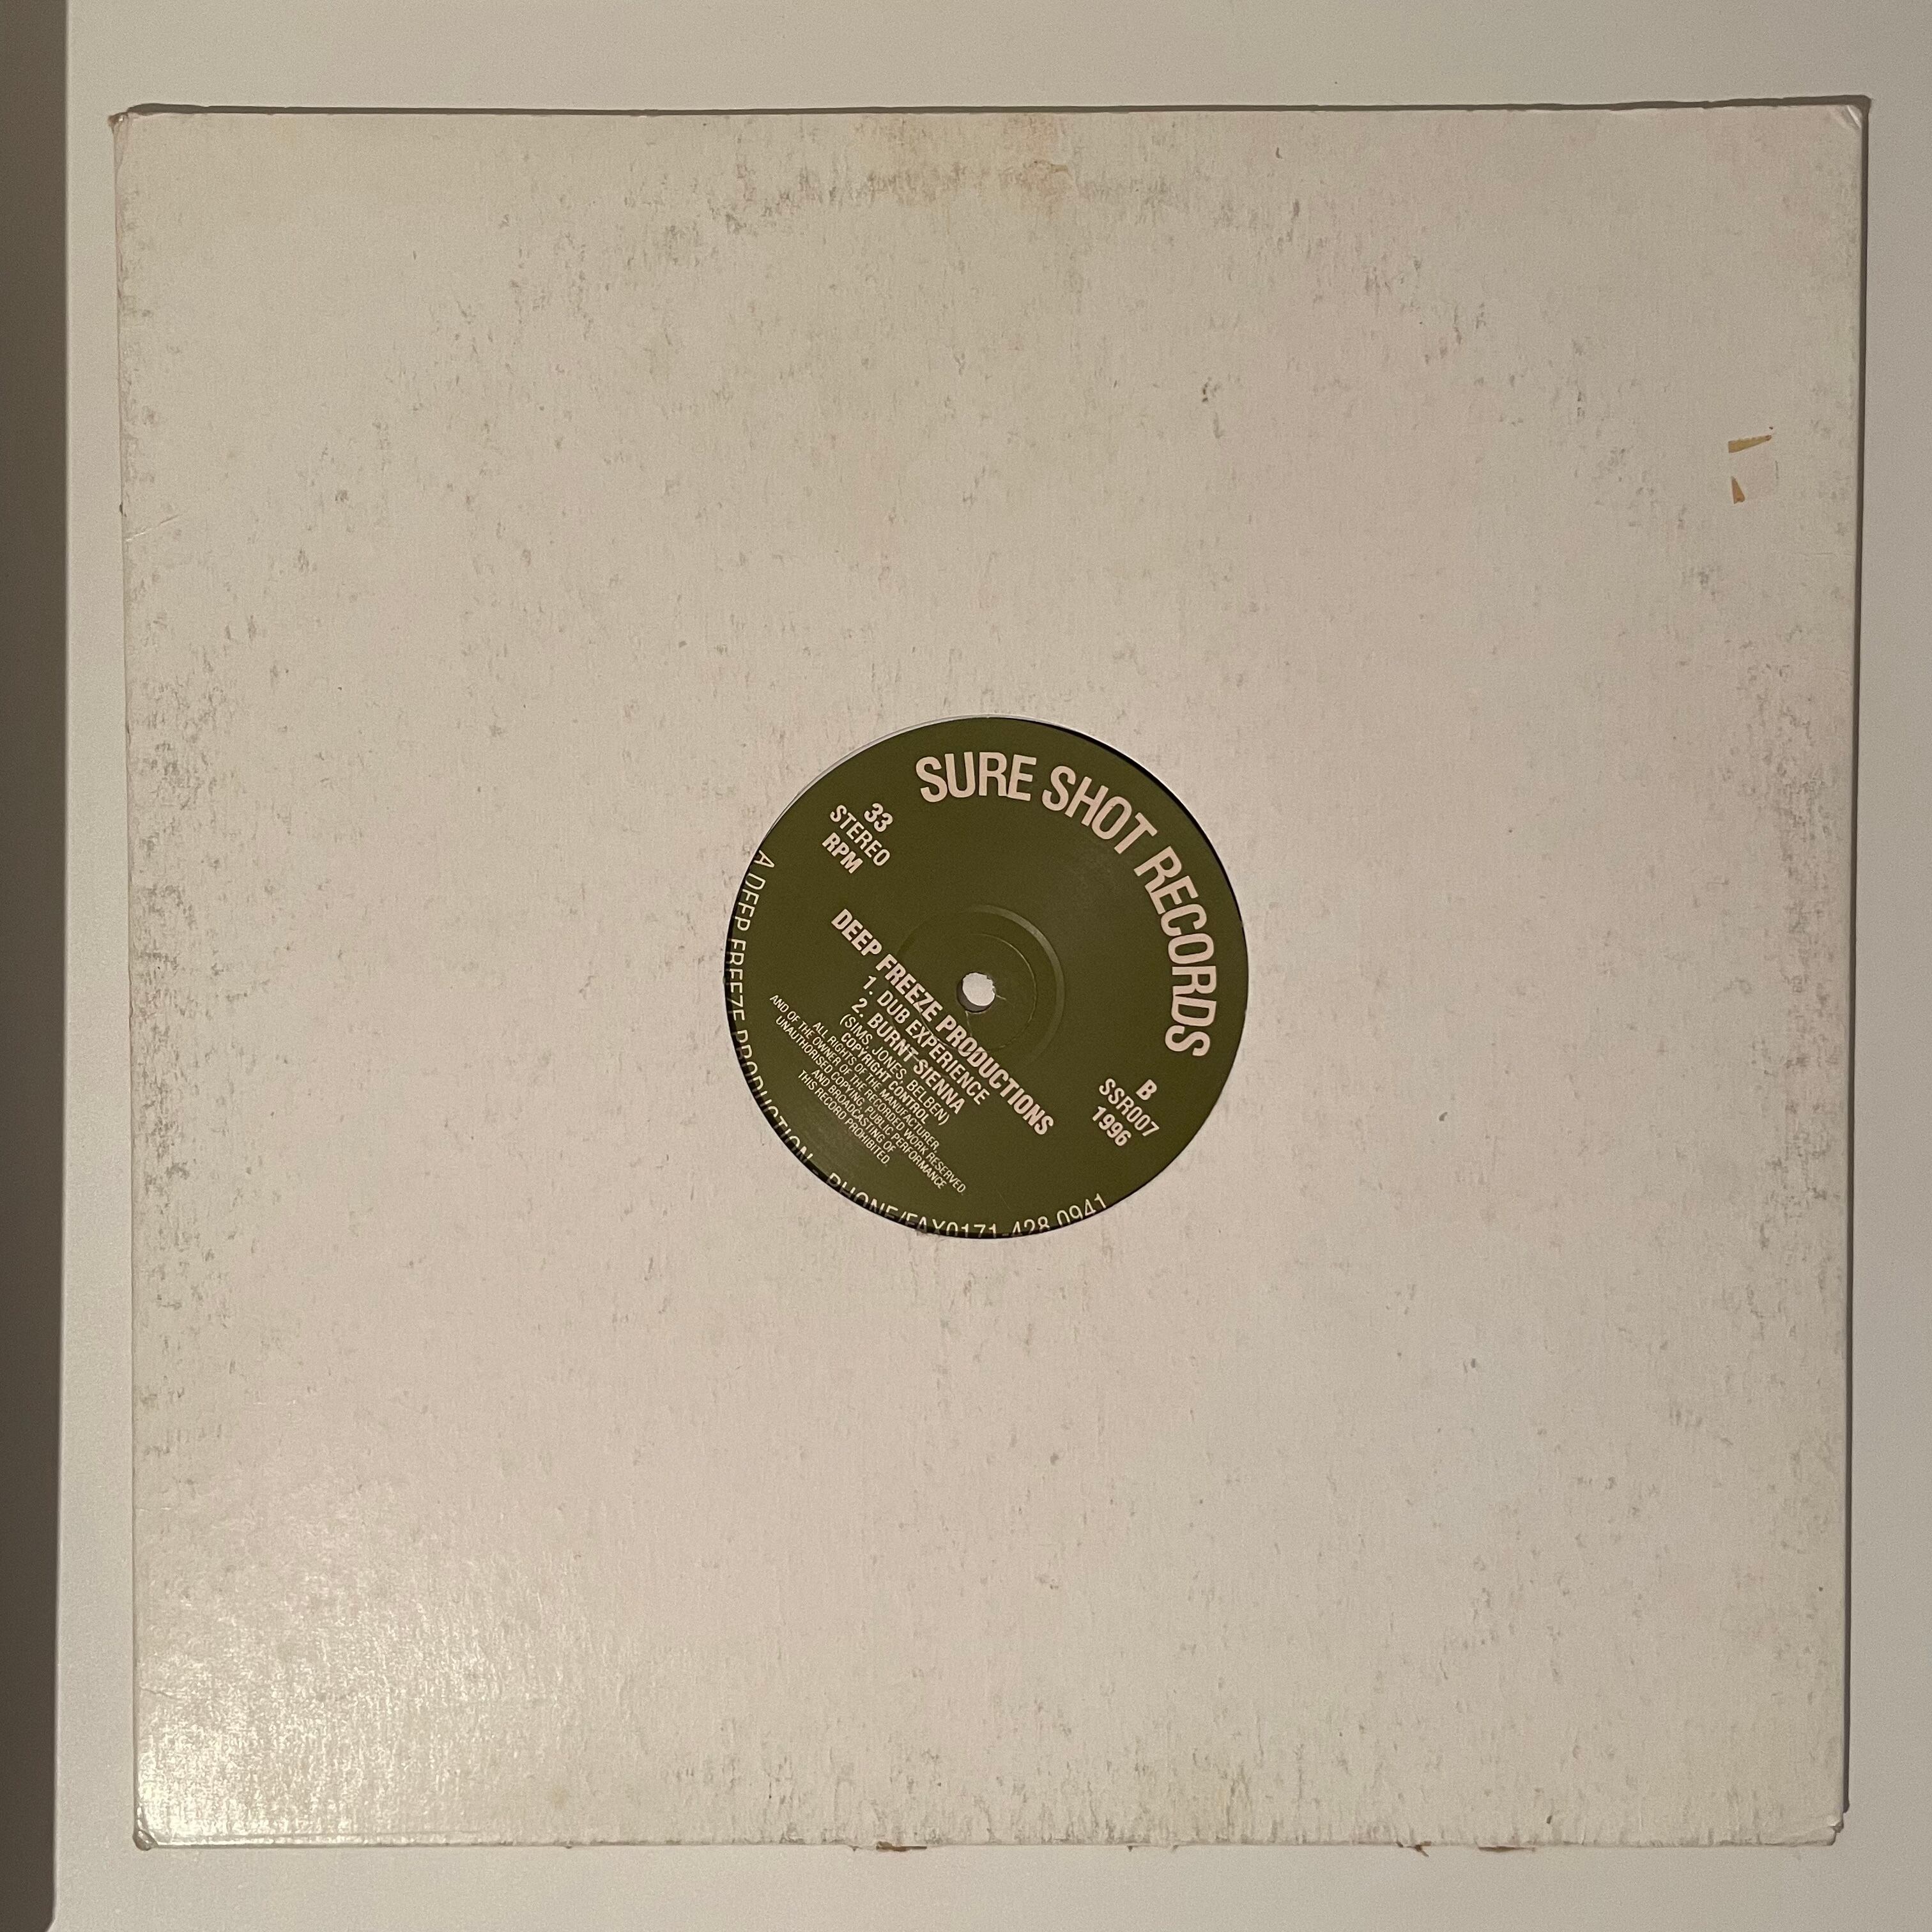 SURE SHOT RECORDS
33
STEREO
RPM
B
SSR007
1996
DEEP FREEZE PRODUCTIONS
1. DUB EXPERIENCE
2. BURNT SIENNA
(SIMS, JONES, BELBEN)
COPYRIGHT CONTROL
ALL RIGHTS OF THE MANUFACTURER,
AND OF THE OWNER OF THE RECORDED WORK RESERVED.
UNAUTHORISED COPYING, PUBLIC PERFORMANCE
AND BROADCASTING OF
THIS RECORD PROHIBITED.
A DEEP FREEZE PRODUCTION - PHONE/FAX0171-428 0941